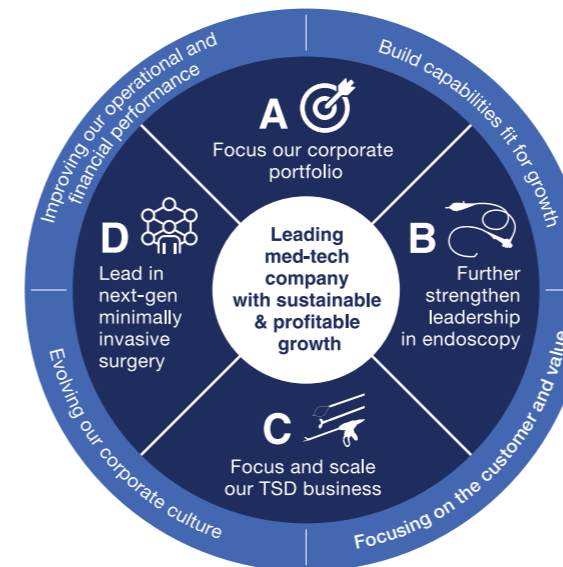 Improving our operational and
financial performance
Build capabilities fit for growth
A
Focus our corporate
portfolio
D
Lead in
next-gen
minimally
invasive
surgery
Leading
med-tech
company
with sustainable
& profitable
growth
B
Further
strengthen
leadership
in endoscopy
C
Focus and scale
our TSD business
Evolving our corporate culture
Focusing on the customer and value